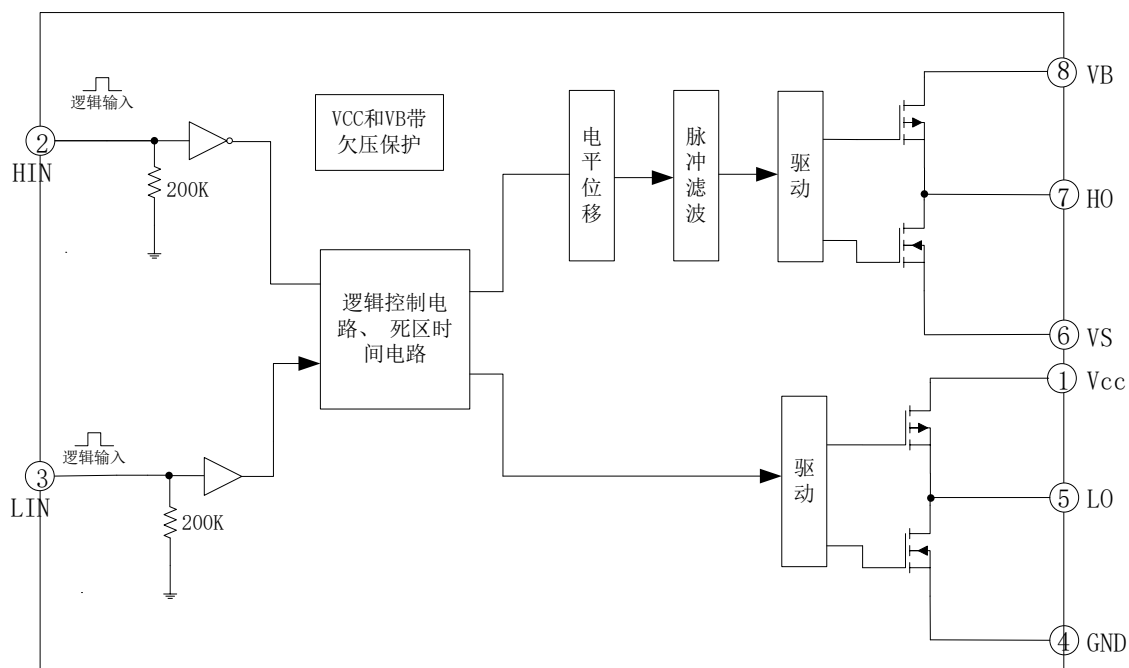 逻辑输入
2
HIN
200K
VCC和VB带
欠压保护
逻辑控制电
路、 死区时
间电路
电平位移
脉冲滤波
驱动
8 VB
7 HO
6 VS
1 Vcc
逻辑输入
3
LIN
200K
驱动
5 LO
4 GND